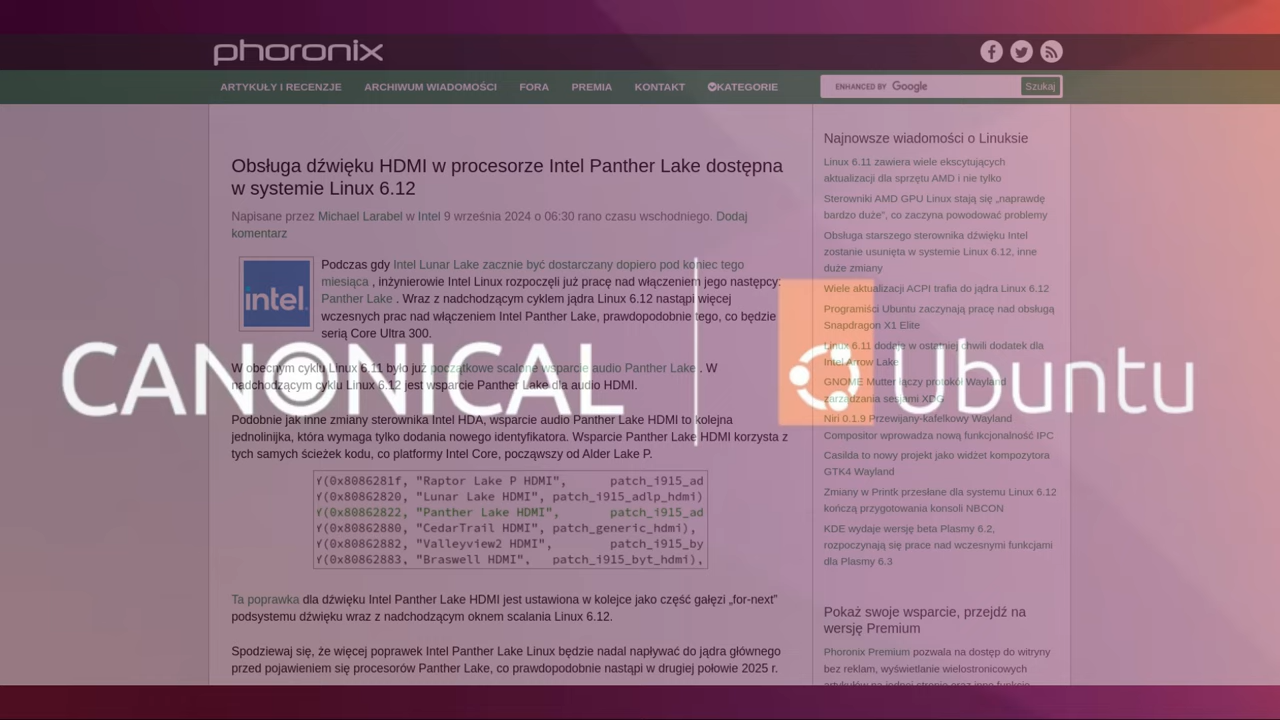 phoronix
ARTYKUŁY I RECENZJE
ARCHIWUM WIADOMOŚCI
FORA
PREMIA
KONTAKT
KATEGORIE
ENHANCED BY Google
Szukaj
Obsługa dźwięku HDMI w procesorze Intel Panther Lake dostępna
w systemie Linux 6.12
Napisane przez Michael Larabel w Intel 9 września 2024 o 06:30 rano czasu wschodniego. Dodaj
komentarz
intel.
Podczas gdy Intel Lunar Lake zacznie być dostarczany dopiero pod koniec tego
miesiąca , inżynierowie Intel Linux rozpoczęli już pracę nad włączeniem jego następcy:
Panther Lake . Wraz z nadchodzącym cyklem jądra Linux 6.12 nastąpi więcej
wczesnych prac nad włączeniem Intel Panther Lake, prawdopodobnie tego, co będzie
serią Core Ultra 300.
W obecnym cyklu Linux 6.11 było już początkowe scalone wsparcie audio Panther Lake . W
nadchodzącym cyklu Linux 6.12 jest wsparcie Panther Lake dla audio HDMI.
Podobnie jak inne zmiany sterownika Intel HDA, wsparcie audio Panther Lake HDMI to kolejna
jednolinijka, która wymaga tylko dodania nowego identyfikatora. Wsparcie Panther Lake HDMI korzysta z
tych samych ścieżek kodu, co platformy Intel Core, począwszy od Alder Lake P.
Y(0x8086281f, "Raptor Lake P HDMI", patch_i915_ad
Y(0x80862820, "Lunar Lake HDMI", patch_i915_adlp_hdmi)
Y(0x80862822, "Panther Lake HDMI", patch_i915_ad
Y(0x80862880, "CedarTrail HDMI", patch_generic_hdmi),
Y(0x80862882, "Valleyview2 HDMI", patch_i915_by
Y(0x80862883, "Braswell HDMI", patch_i915_byt_hdmi),
Ta poprawka dla dźwięku Intel Panther Lake HDMI jest ustawiona w kolejce jako część gałęzi „for-next"
podsystemu dźwięku wraz z nadchodzącym oknem scalania Linux 6.12.
Spodziewaj się, że więcej poprawek Intel Panther Lake Linux będzie nadal napływać do jądra głównego
przed pojawieniem się procesorów Panther Lake, co prawdopodobnie nastąpi w drugiej połowie 2025 r.
Najnowsze wiadomości o Linuksie
Linux 6.11 zawiera wiele ekscytujących
aktualizacji dla sprzętu AMD i nie tylko
Sterowniki AMD GPU Linux stają się „naprawdę
bardzo duże", co zaczyna powodować problemy
Obsługa starszego sterownika dźwięku Intel
zostanie usunięta w systemie Linux 6.12, inne
duże zmiany
Wiele aktualizacji ACPI trafia do jądra Linux 6.12
Programiści Ubuntu zaczynają pracę nad obsługą
Snapdragon X1 Elite
Linux 6.11 dodaje w ostatniej chwili dodatek dla
Intel Arrow Lake
GNOME Mutter łączy protokół Wayland
zarządzania sesjami XDG
Niri 0.1.9 Przewijany-kafelkowy Wayland
Compositor wprowadza nową funkcjonalność IPC
Casilda to nowy projekt jako widżet kompozytora
GTK4 Wayland
Zmiany w Printk przesłane dla systemu Linux 6.12
kończą przygotowania konsoli NBCON
KDE wydaje wersję beta Plasmy 6.2,
rozpoczynają się prace nad wczesnymi funkcjami
dla Plasmy 6.3
Pokaż swoje wsparcie, przejdź na
wersję Premium
Phoronix Premium pozwala na dostęp do witryny
bez reklam, wyświetlanie wielostronicowych
CANONICAL
Ubuntu